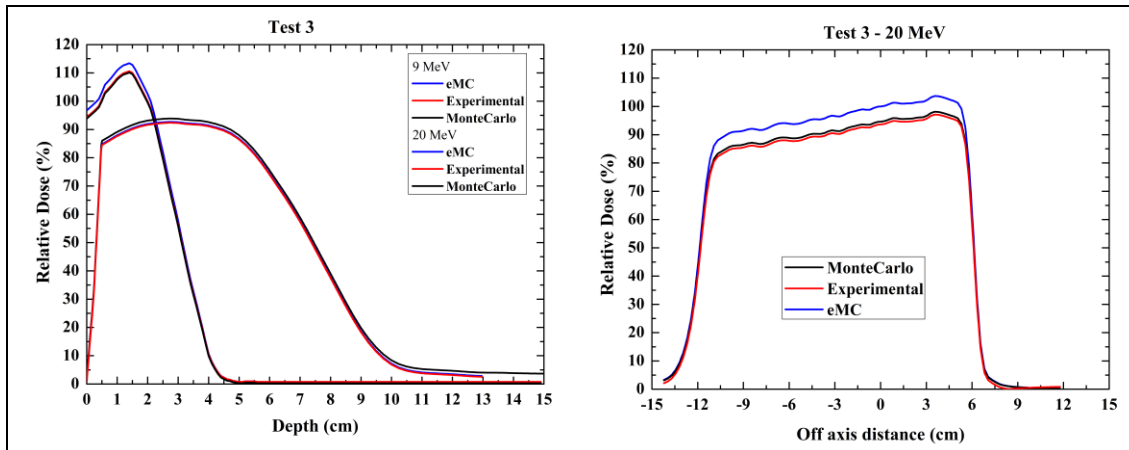 Test 3
120
110
100
90
80
70
60
50
40
30
20
10
0
Relative Dose (%)
9 MeV
eMC
Experimental
MonteCarlo
20 MeV
eMC
Experimental
MonteCarlo
0 1 2 3 4 5 6 7 8 9 10 11 12 13 14 15
Depth (cm)
Test 3 - 20 MeV
120
110
100
90
80
70
60
50
40
30
20
10
0
Relative Dose (%)
MonteCarlo
Experimental
eMC
-15 -12 -9 -6 -3 0 3 6 9 12 15
Off axis distance (cm)